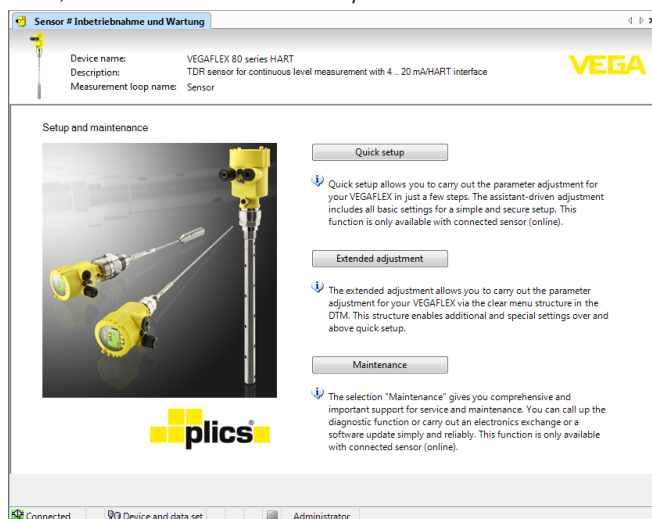 Sensor # Inbetriebnahme und Wartung
Device name: VEGAFLEX 80 series HART
Description: TDR sensor for continuous level measurement with 4 .. 20 mA/HART interface
Measurement loop name: Sensor
VEGA
Setup and maintenance
Quick setup
Quick setup allows you to carry out the parameter adjustment for
your VEGAFLEX in just a few steps. The assistant-driven adjustment
includes all basic settings for a simple and secure setup. This
function is only available with connected sensor (online).
Extended adjustment
The extended adjustment allows you to carry out the parameter
adjustment for your VEGAFLEX via the clear menu structure in the
DTM. This structure enables additional and special settings over and
above quick setup.
Maintenance
The selection "Maintenance" gives you comprehensive and
important support for service and maintenance. You can call up the
diagnostic function or carry out an electronics exchange or a
software update simply and reliably. This function is only available
with connected sensor (online).
plics®
Connected
Device and data set
Administrator